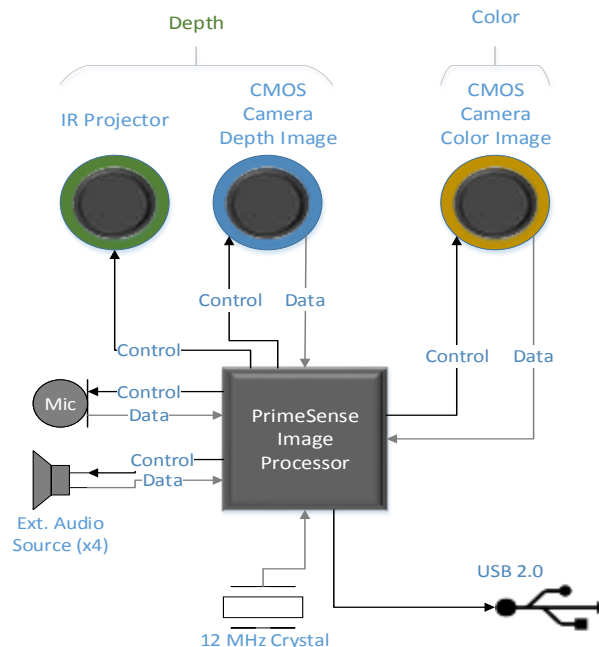 Depth
Color
IR Projector
CMOS
Camera
Depth Image
CMOS
Camera
Color Image
Control
Data
Control
Data
Control
Control
Mic
Data
PrimeSense
Image
Processor
Control
Data
Ext. Audio
Source (x4)
USB 2.0
12 MHz Crystal